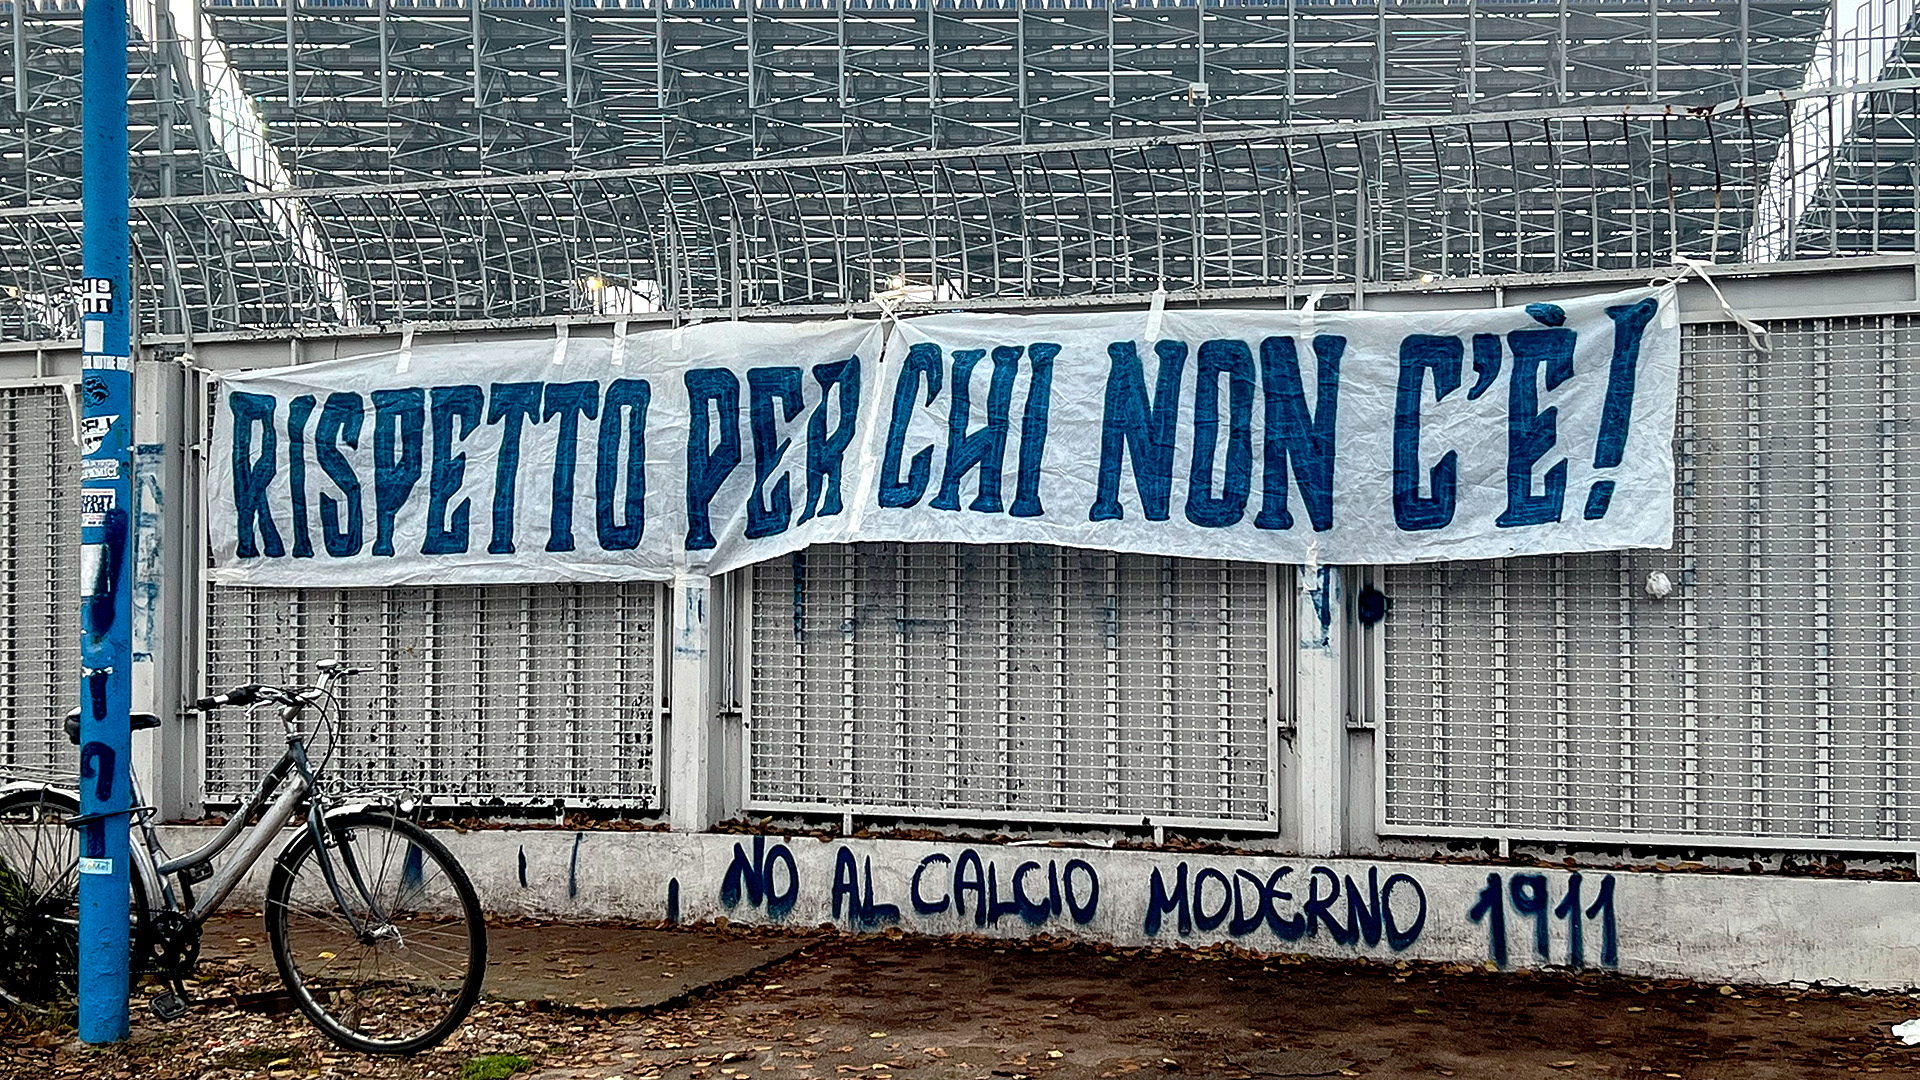 RISPETTO PER CHI NON C'È!
NO AL CALCIO MODERNO 1911